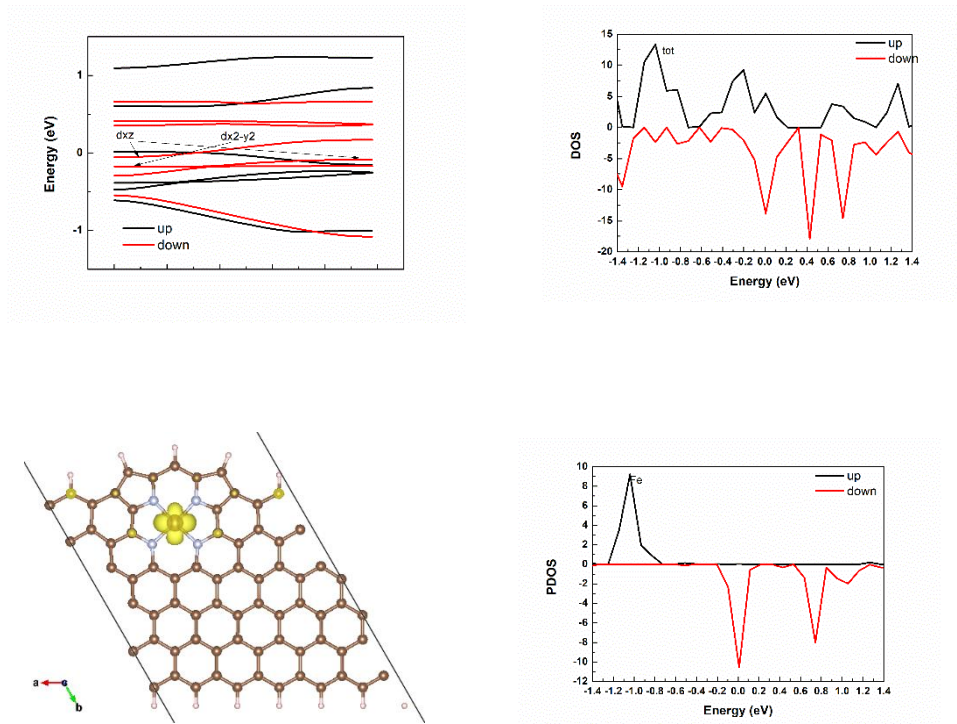 Energy (eV)
1
0
-1
dxz
dx2-y2
up
down
DOS
15
10
5
0
-5
-10
-15
-20
tot
up
down
-1.4 -1.2 -1.0 -0.8 -0.6 -0.4 -0.2 0.0 0.2 0.4 0.6 0.8 1.0 1.2 1.4
Energy (eV)
a
c
b
PDOS
10
8
6
4
2
0
-2
-4
-6
-8
-10
-12
Fe
up
down
-1.4 -1.2 -1.0 -0.8 -0.6 -0.4 -0.2 0.0 0.2 0.4 0.6 0.8 1.0 1.2 1.4
Energy (eV)